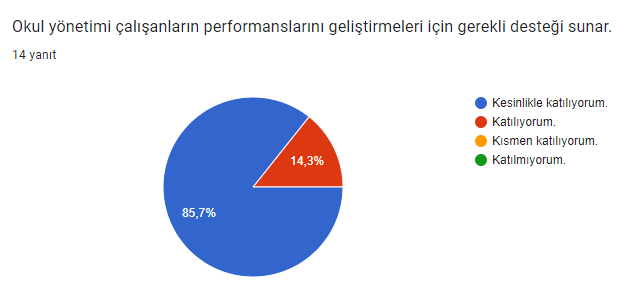 Okul yönetimi çalışanların performanslarını geliştirmeleri için gerekli desteği sunar.
14 yanıt
Kesinlikle katılıyorum.
Katılıyorum.
Kısmen katılıyorum.
Katılmıyorum.
14,3%
85,7%